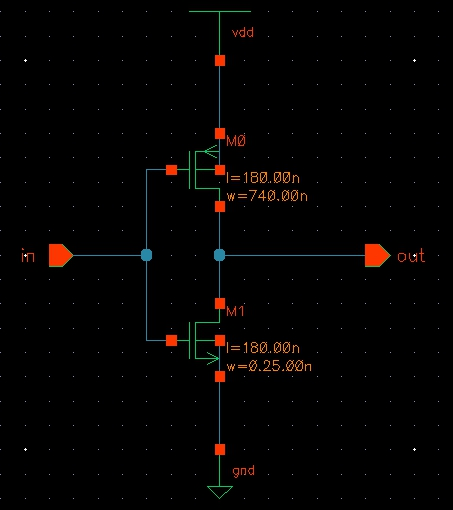 vdd
M0
l=180.00n
w=740.00n
in
out
M1
l=180.00n
w=0.25.00n
gnd